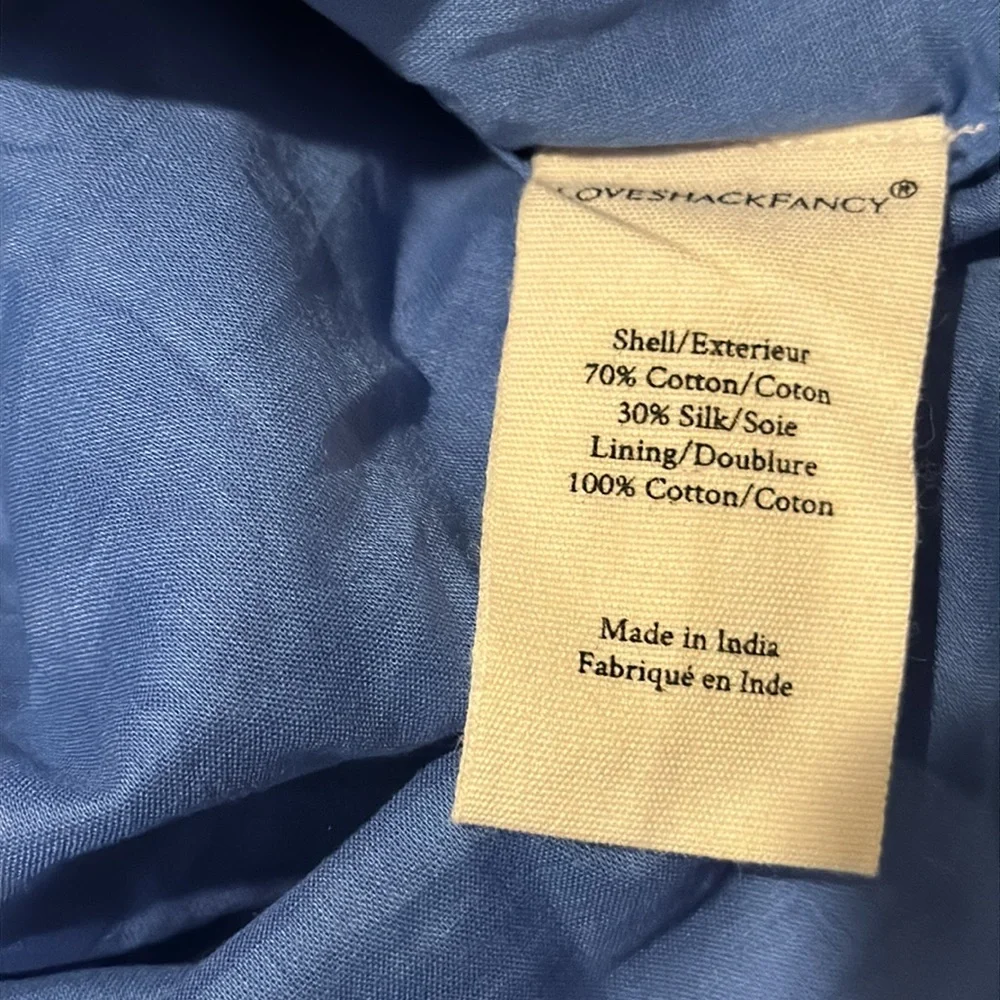 LOVESHACKFANCY®
Shell/Exterieur
70% Cotton/Coton
30% Silk/Soie
Lining/Doublure
100% Cotton/Coton
Made in India
Fabriqué en Inde